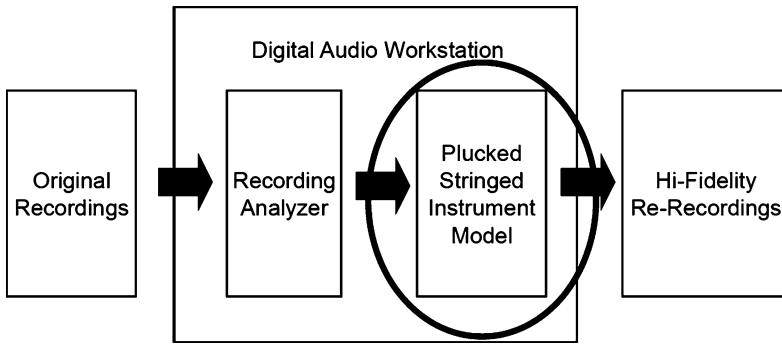 Digital Audio Workstation
Original
Recordings
Recording
Analyzer
Plucked
Stringed
Instrument
Model
Hi-Fidelity
Re-Recordings